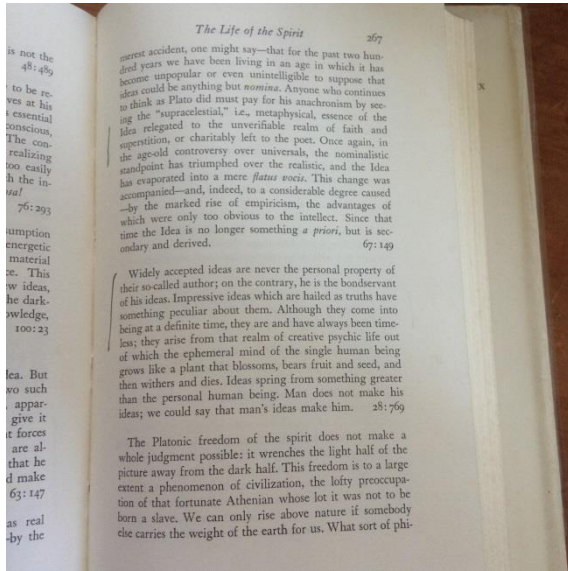 is not the
48:489
to be re-
ves at his
essential
conscious,
The con-
realizing
too easily
h the in-
osa!
76:293
sumption
energetic
material
ce. This
ew ideas,
he dark-
owledge,
100:23
lea. But
wo such
appar-
give it
t forces
are al-
that he
d make
63:147
as real
-by the
The Life of the Spirit 267
merest accident, one might say—that for the past two hun-
dred years we have been living in an age in which it has
become unpopular or even unintelligible to suppose that
ideas could be anything but nomina. Anyone who continues
to think as Plato did must pay for his anachronism by see-
ing the “supracelestial,” i.e., metaphysical, essence of the
Idea relegated to the unverifiable realm of faith and
superstition, or charitably left to the poet. Once again, in
the age-old controversy over universals, the nominalistic
standpoint has triumphed over the realistic, and the Idea
has evaporated into a mere flatus vocis. This change was
accompanied—and, indeed, to a considerable degree caused
—by the marked rise of empiricism, the advantages of
which were only too obvious to the intellect. Since that
time the Idea is no longer something a priori, but is sec-
ondary and derived. 67:149
Widely accepted ideas are never the personal property of
their so-called author; on the contrary, he is the bondservant
of his ideas. Impressive ideas which are hailed as truths have
something peculiar about them. Although they come into
being at a definite time, they are and have always been time-
less; they arise from that realm of creative psychic life out
of which the ephemeral mind of the single human being
grows like a plant that blossoms, bears fruit and seed, and
then withers and dies. Ideas spring from something greater
than the personal human being. Man does not make his
ideas; we could say that man's ideas make him. 28:769
The Platonic freedom of the spirit does not make a
whole judgment possible: it wrenches the light half of the
picture away from the dark half. This freedom is to a large
extent a phenomenon of civilization, the lofty preoccupa-
tion of that fortunate Athenian whose lot it was not to be
born a slave. We can only rise above nature if somebody
else carries the weight of the earth for us. What sort of phi-
X